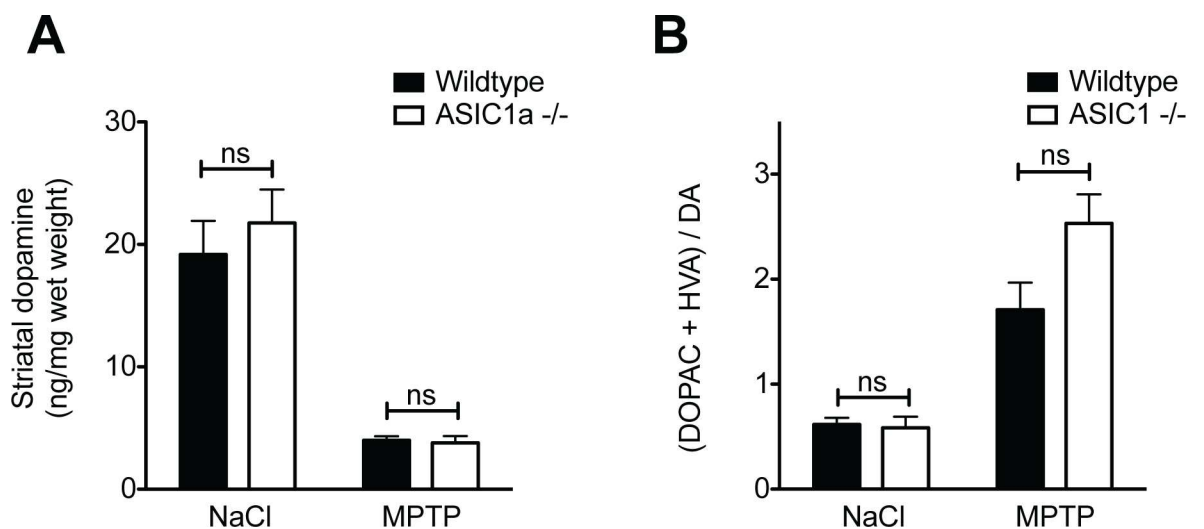 A
Wildtype
ASIC1a -/-
Striatal dopamine
(ng/mg wet weight)
30
20
10
0
ns
ns
NaCl
MPTP
B
Wildtype
ASIC1 -/-
(DOPAC + HVA) / DA
3
2
1
0
ns
ns
NaCl
MPTP